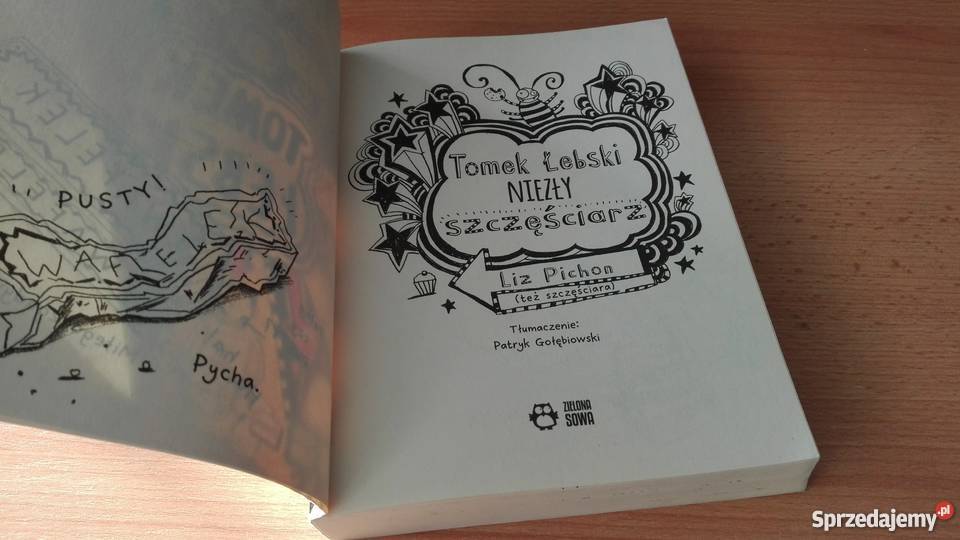 PUSTY!
WAFELEK
Pycha.
Tomek Łebski
NIEZŁY
szczęściarz
Liz Pichon
(też szczęściara)
Tłumaczenie:
Patryk Gołębiowski
ZIELONA
SOWA
Sprzedajemy.pl